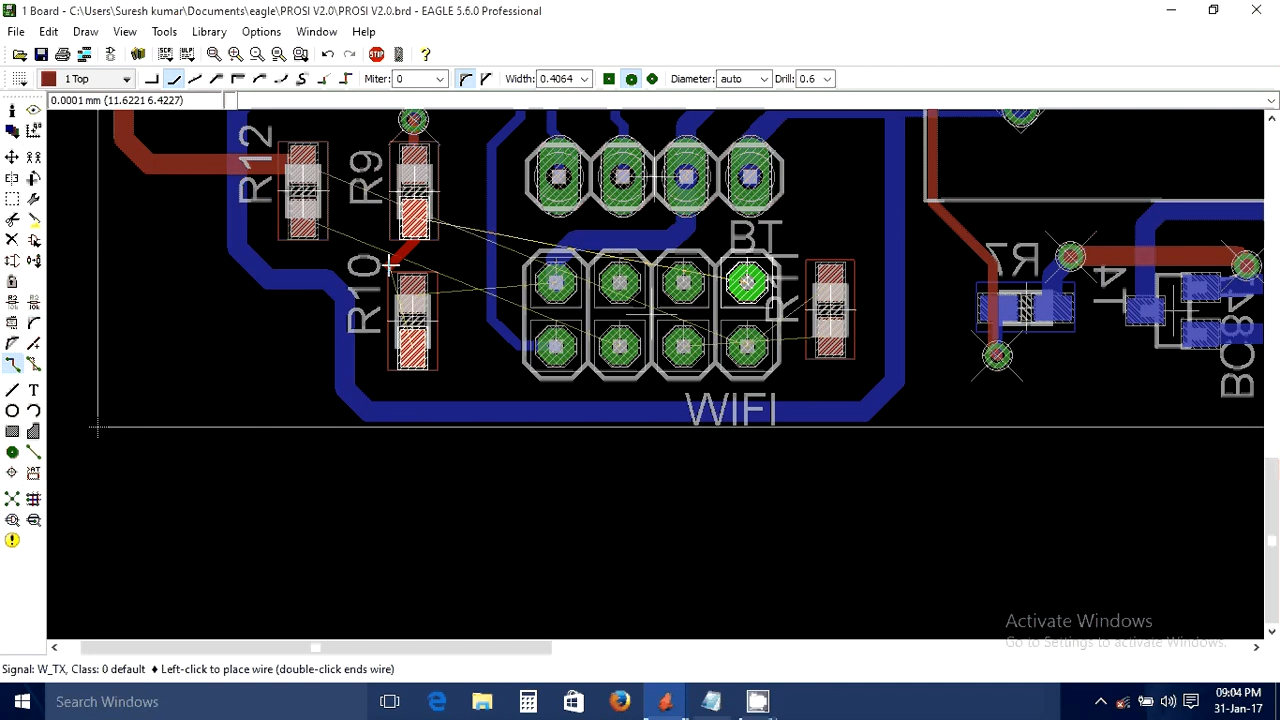 1 Board - C:\Users\Suresh kumar\Documents\eagle\PROSI V2.0\PROSI V2.0.brd - EAGLE 5.6.0 Professional
File Edit Draw View Tools Library Options Window Help
STOP ?
1 Top Miter: 0 Width: 0.4064 Diameter: auto Drill: 0.6
0.0001 mm (11.6221 6.4227)
R12
R9
BT
R10
R11
R7
T4
BC847
WIFI
Activate Windows
Go to Settings to activate Windows.
Signal: W_TX, Class: 0 default ♦ Left-click to place wire (double-click ends wire)
Search Windows
09:04 PM
31-Jan-17